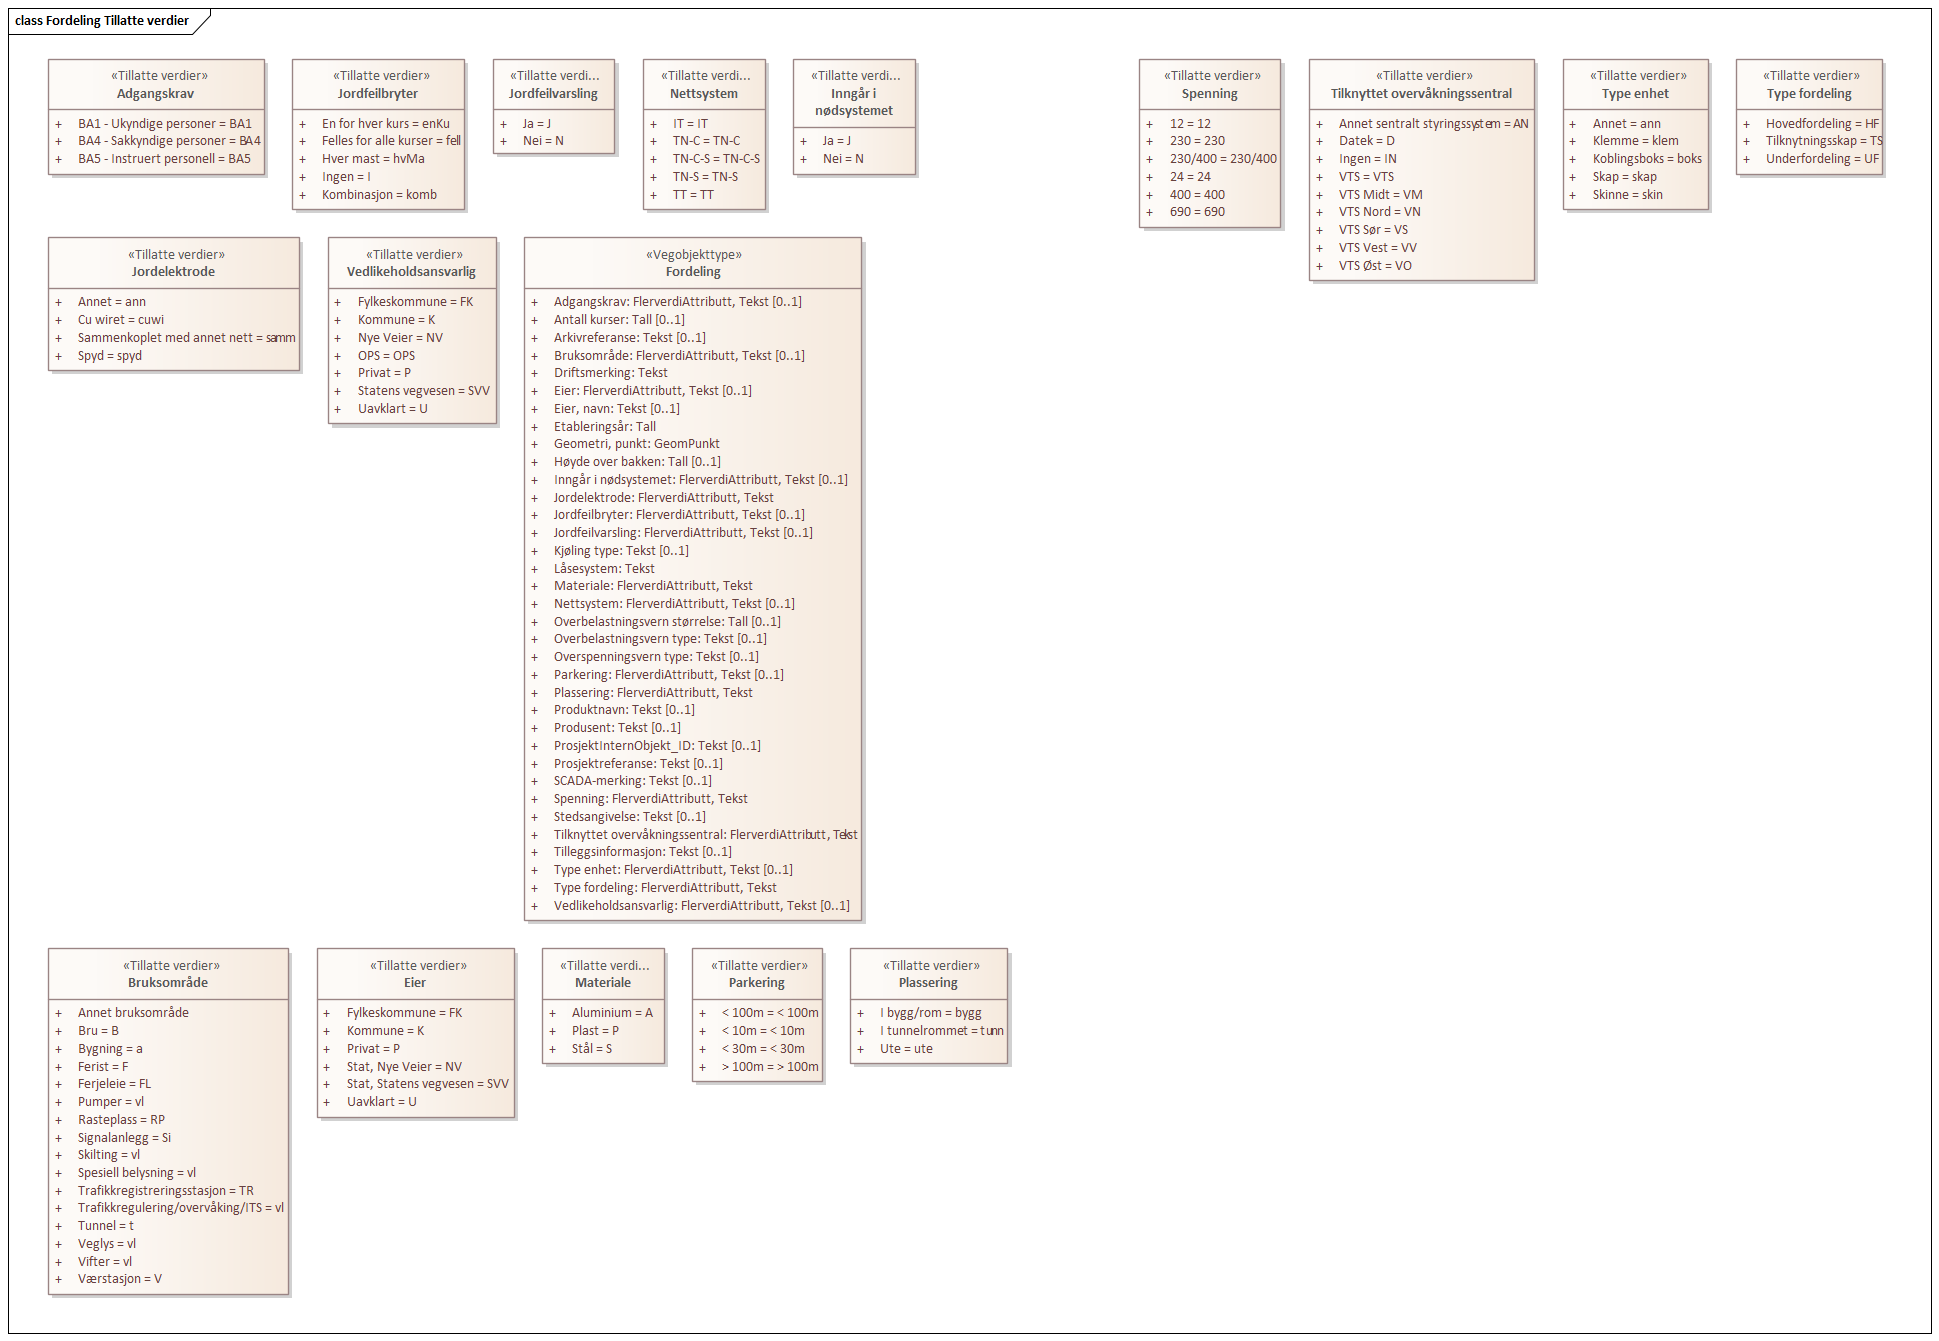 class Fordeling Tillatte verdier
«Tillatte verdier»
Adgangskrav
+ BA1 - Ukyndige personer = BA1
+ BA4 - Sakkyndige personer = BA4
+ BA5 - Instruert personell = BA5
«Tillatte verdier»
Jordfeilbryter
+ En for hver kurs = enKu
+ Felles for alle kurser = fell
+ Hver mast = hvMa
+ Ingen = I
+ Kombinasjon = komb
«Tillatte verdi...
Jordfeilvarsling
+ Ja = J
+ Nei = N
«Tillatte verdi...
Nettsystem
+ IT = IT
+ TN-C = TN-C
+ TN-C-S = TN-C-S
+ TN-S = TN-S
+ TT = TT
«Tillatte verdi...
Inngår i
nødsystemet
+ Ja = J
+ Nei = N
«Tillatte verdier»
Spenning
+ 12 = 12
+ 230 = 230
+ 230/400 = 230/400
+ 24 = 24
+ 400 = 400
+ 690 = 690
«Tillatte verdier»
Tilknyttet overvåkningssentral
+ Annet sentralt styringssystem = AN
+ Datek = D
+ Ingen = IN
+ VTS = VTS
+ VTS Midt = VM
+ VTS Nord = VN
+ VTS Sør = VS
+ VTS Vest = VV
+ VTS Øst = VO
«Tillatte verdier»
Type enhet
+ Annet = ann
+ Klemme = klem
+ Koblingsboks = boks
+ Skap = skap
+ Skinne = skin
«Tillatte verdier»
Type fordeling
+ Hovedfordeling = HF
+ Tilknytningsskap = TS
+ Underfordeling = UF
«Tillatte verdier»
Jordelektrode
+ Annet = ann
+ Cu wiret = cuwi
+ Sammenkoplet med annet nett = samm
+ Spyd = spyd
«Tillatte verdier»
Vedlikeholdsansvarlig
+ Fylkeskommune = FK
+ Kommune = K
+ Nye Veier = NV
+ OPS = OPS
+ Privat = P
+ Statens vegvesen = SVV
+ Uavklart = U
«Vegobjekttype»
Fordeling
+ Adgangskrav: FlerverdiAttributt, Tekst [0..1]
+ Antall kurser: Tall [0..1]
+ Arkivreferanse: Tekst [0..1]
+ Bruksområde: FlerverdiAttributt, Tekst [0..1]
+ Driftsmerking: Tekst
+ Eier: FlerverdiAttributt, Tekst [0..1]
+ Eier, navn: Tekst [0..1]
+ Etableringsår: Tall
+ Geometri, punkt: GeomPunkt
+ Høyde over bakken: Tall [0..1]
+ Inngår i nødsystemet: FlerverdiAttributt, Tekst [0..1]
+ Jordelektrode: FlerverdiAttributt, Tekst
+ Jordfeilbryter: FlerverdiAttributt, Tekst [0..1]
+ Jordfeilvarsling: FlerverdiAttributt, Tekst [0..1]
+ Kjøling type: Tekst [0..1]
+ Låsesystem: Tekst
+ Materiale: FlerverdiAttributt, Tekst
+ Nettsystem: FlerverdiAttributt, Tekst [0..1]
+ Overbelastningsvern størrelse: Tall [0..1]
+ Overbelastningsvern type: Tekst [0..1]
+ Overspenningsvern type: Tekst [0..1]
+ Parkering: FlerverdiAttributt, Tekst [0..1]
+ Plassering: FlerverdiAttributt, Tekst
+ Produktnavn: Tekst [0..1]
+ Produsent: Tekst [0..1]
+ ProsjektInternObjekt_ID: Tekst [0..1]
+ Prosjektreferanse: Tekst [0..1]
+ SCADA-merking: Tekst [0..1]
+ Spenning: FlerverdiAttributt, Tekst
+ Stedsangivelse: Tekst [0..1]
+ Tilknyttet overvåkningssentral: FlerverdiAttributt, Tekst
+ Tilleggsinformasjon: Tekst [0..1]
+ Type enhet: FlerverdiAttributt, Tekst [0..1]
+ Type fordeling: FlerverdiAttributt, Tekst
+ Vedlikeholdsansvarlig: FlerverdiAttributt, Tekst [0..1]
«Tillatte verdier»
Bruksområde
+ Annet bruksområde
+ Bru = B
+ Bygning = a
+ Ferist = F
+ Ferjeleie = FL
+ Pumper = vl
+ Rasteplass = RP
+ Signalanlegg = Si
+ Skilting = vl
+ Spesiell belysning = vl
+ Trafikkregistreringsstasjon = TR
+ Trafikkregulering/overvåking/ITS = vl
+ Tunnel = t
+ Veglys = vl
+ Vifter = vl
+ Værstasjon = V
«Tillatte verdier»
Eier
+ Fylkeskommune = FK
+ Kommune = K
+ Privat = P
+ Stat, Nye Veier = NV
+ Stat, Statens vegvesen = SVV
+ Uavklart = U
«Tillatte verdi...
Materiale
+ Aluminium = A
+ Plast = P
+ Stål = S
«Tillatte verdier»
Parkering
+ < 100m = < 100m
+ < 10m = < 10m
+ < 30m = < 30m
+ > 100m = > 100m
«Tillatte verdier»
Plassering
+ I bygg/rom = bygg
+ I tunnelrommet = tunn
+ Ute = ute